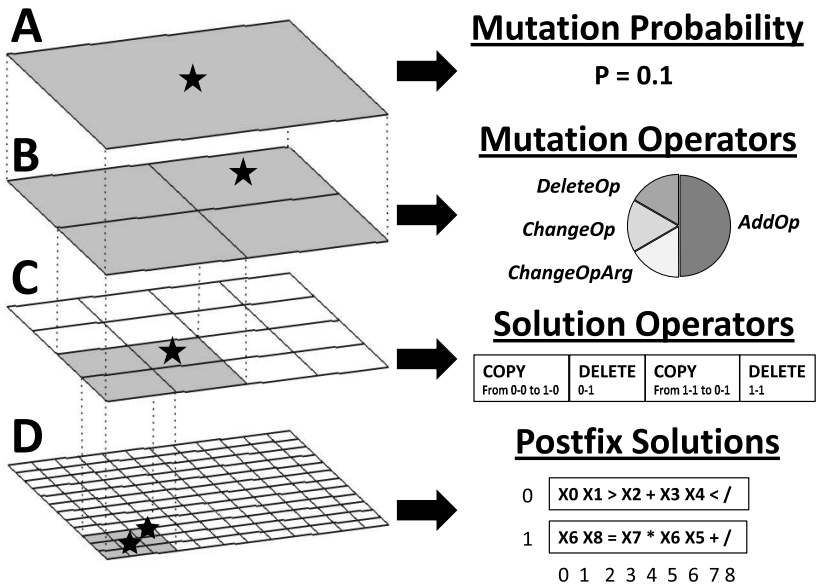 A
Mutation Probability
P = 0.1
B
Mutation Operators
DeleteOp
AddOp
ChangeOp
ChangeOpArg
C
Solution Operators
COPY DELETE COPY DELETE
From 0-0 to 1-0 0-1 From 1-1 to 0-1 1-1
D
Postfix Solutions
0 X0 X1 > X2 + X3 X4 < /
1 X6 X8 = X7 * X6 X5 + /
0 1 2 3 4 5 6 7 8